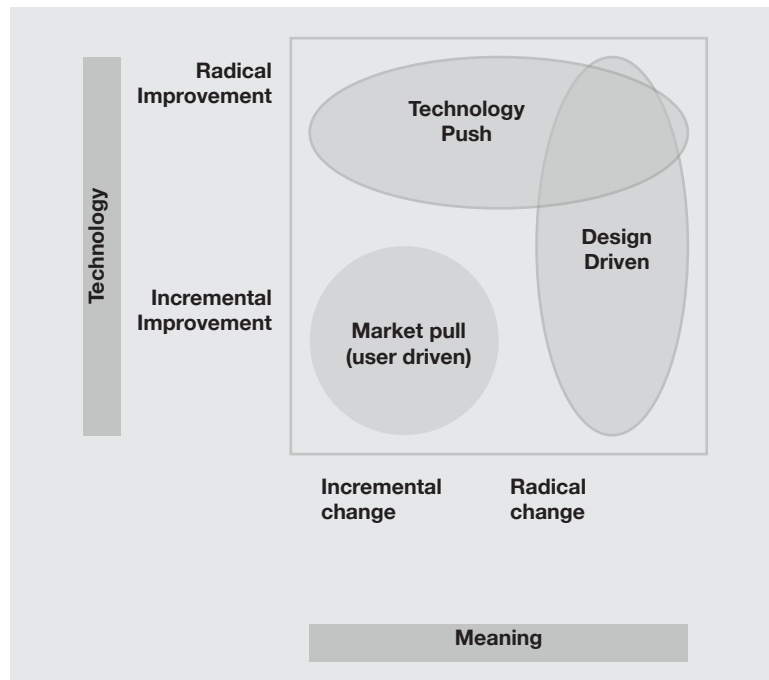 Radical
Improvement
Technology
Push
Technology
Design
Driven
Incremental
Improvement
Market pull
(user driven)
Incremental
change
Radical
change
Meaning